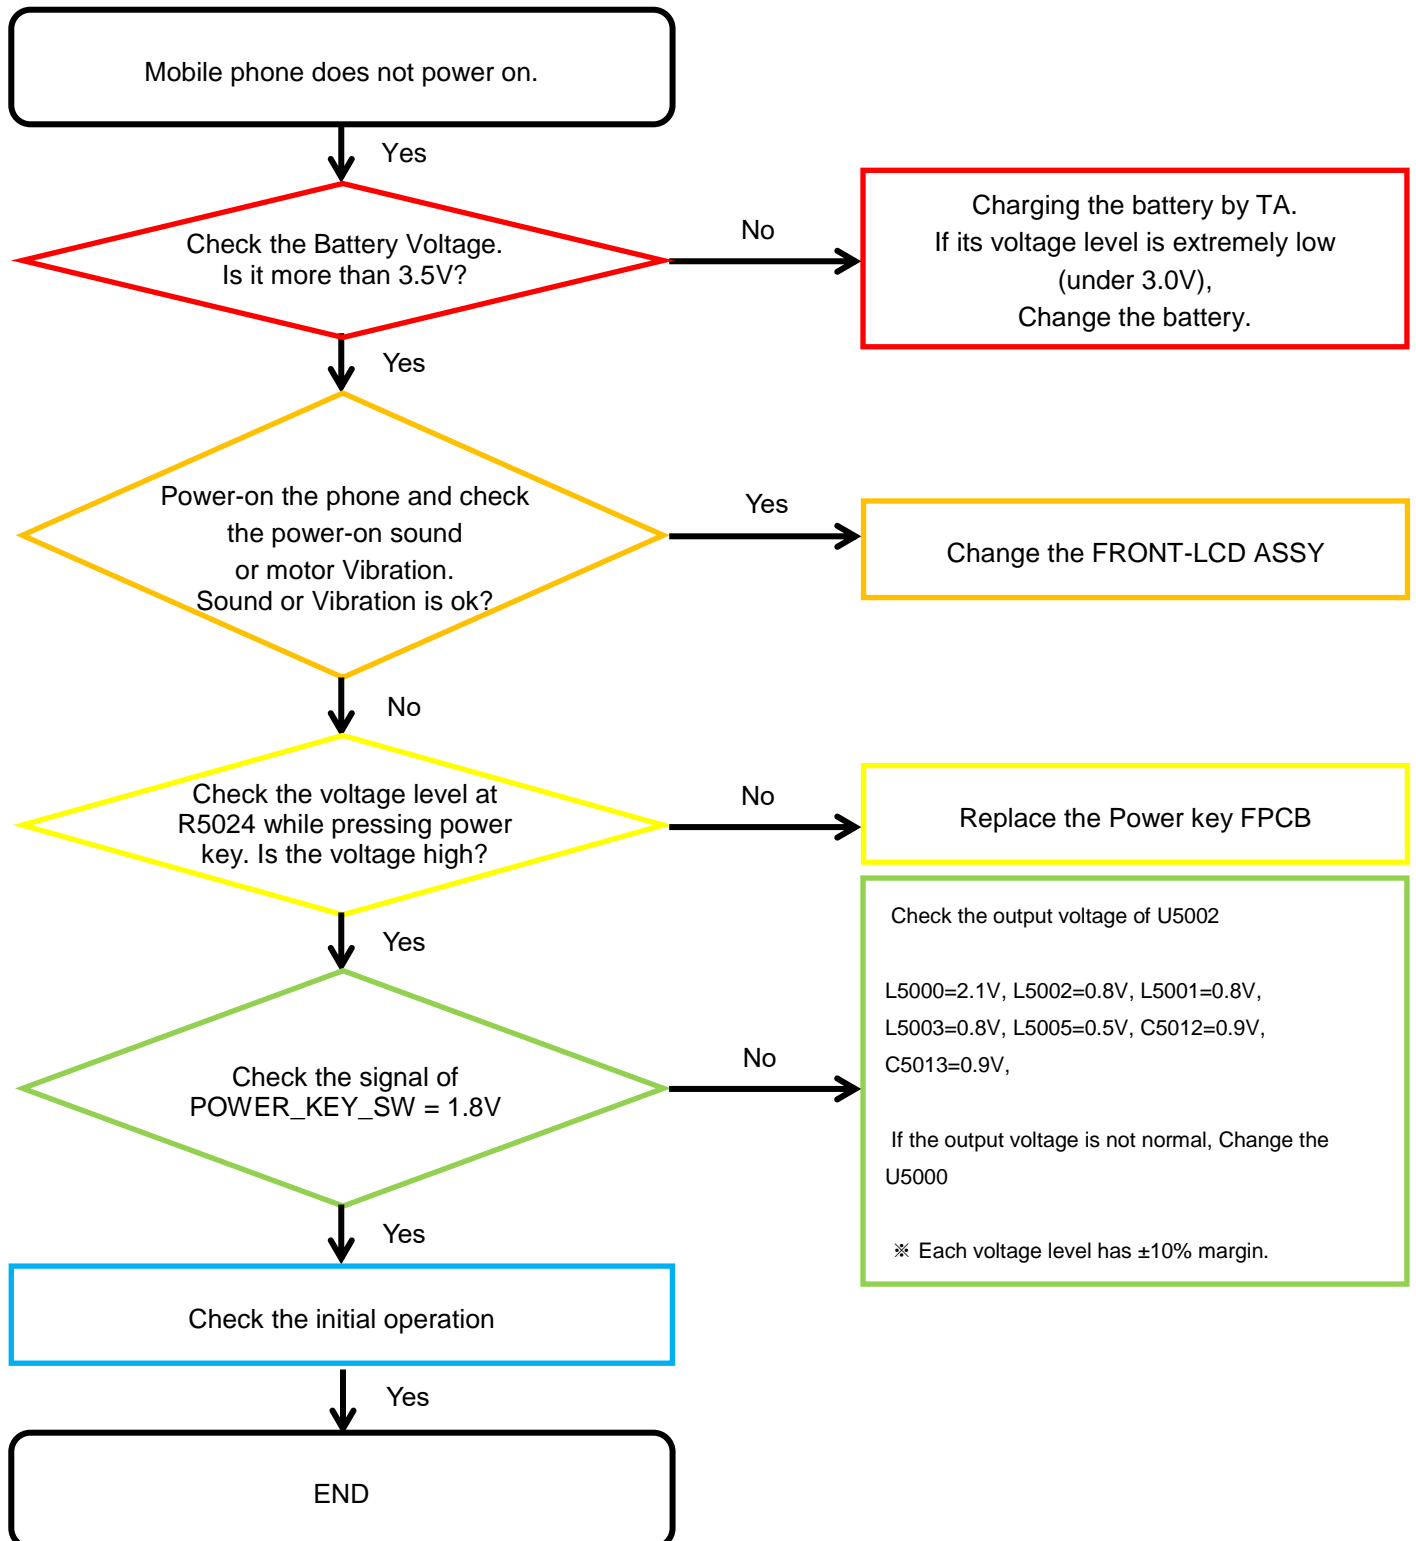 Mobile phone does not power on.
Yes
Check the Battery Voltage.
Is it more than 3.5V?
No
Charging the battery by TA.
If its voltage level is extremely low
(under 3.0V),
Change the battery.
Yes
Power-on the phone and check
the power-on sound
or motor Vibration.
Sound or Vibration is ok?
Yes
Change the FRONT-LCD ASSY
No
Check the voltage level at
R5024 while pressing power
key. Is the voltage high?
No
Replace the Power key FPCB
Yes
Check the signal of
POWER_KEY_SW = 1.8V
No
Check the output voltage of U5002
L5000=2.1V, L5002=0.8V, L5001=0.8V,
L5003=0.8V, L5005=0.5V, C5012=0.9V,
C5013=0.9V,
If the output voltage is not normal, Change the
U5000
※ Each voltage level has ±10% margin.
Yes
Check the initial operation
Yes
END